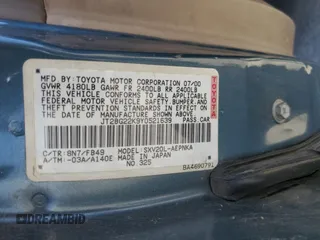 MFD. BY: TOYOTA MOTOR CORPORATION 07/00
GVWR 4180LB GAWR FR 2400LB RR 2400LB
THIS VEHICLE CONFORMS TO ALL APPLICABLE
FEDERAL MOTOR VEHICLE SAFETY, BUMPER, AND
THEFT PREVENTION STANDARDS IN EFFECT ON
THE DATE OF MANUFACTURE SHOWN ABOVE.
JT2BG22K9Y0521639 PASS CAR
C/TR: 8N7/FB49 MODEL: SXV20L-AEPNKA
A/TM: -03A/A140E MADE IN JAPAN
NO 325
TOYOTA